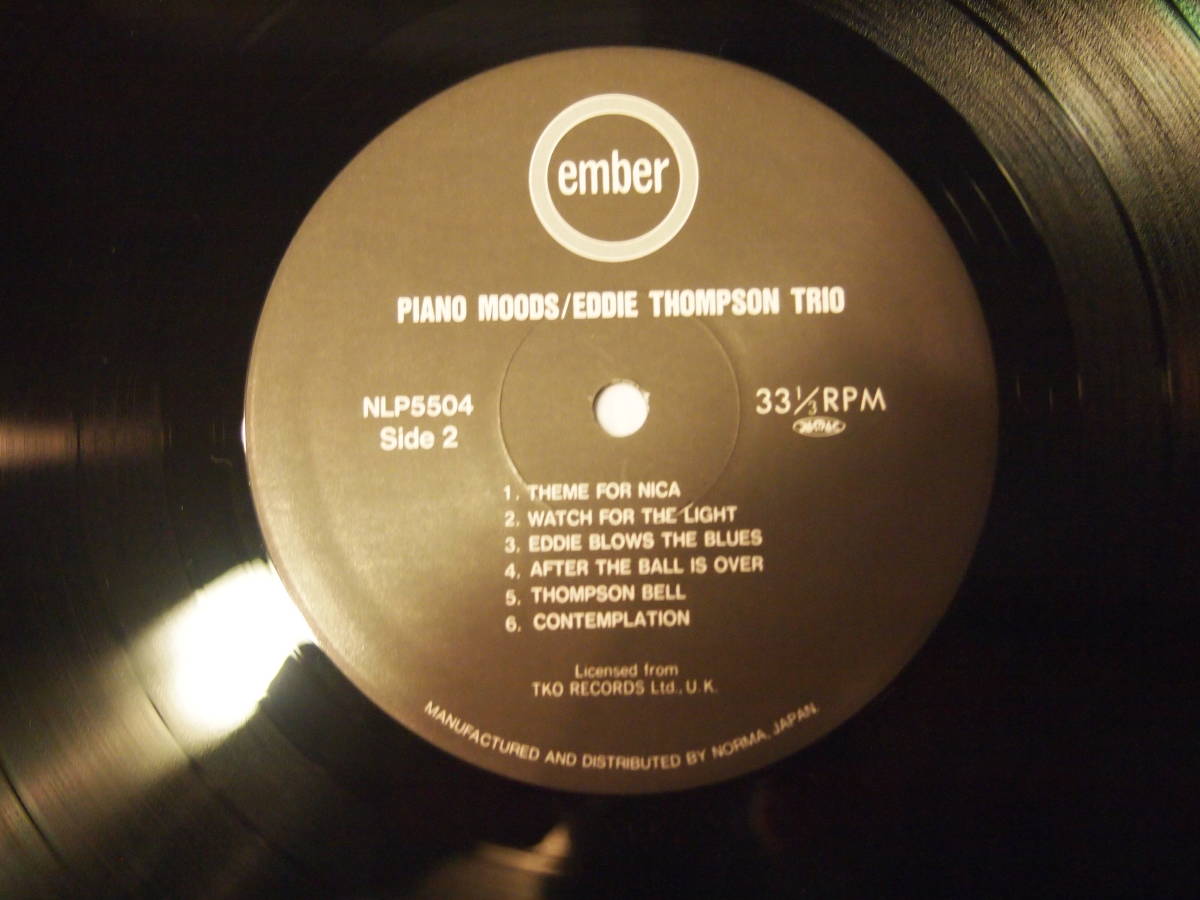 ember
PIANO MOODS/EDDIE THOMPSON TRIO
NLP5504
Side 2
33⅓RPM
1. THEME FOR NICA
2. WATCH FOR THE LIGHT
3. EDDIE BLOWS THE BLUES
4. AFTER THE BALL IS OVER
5. THOMPSON BELL
6. CONTEMPLATION
Licensed from
TKO RECORDS Ltd., U.K.
MANUFACTURED AND DISTRIBUTED BY NORMA, JAPAN.